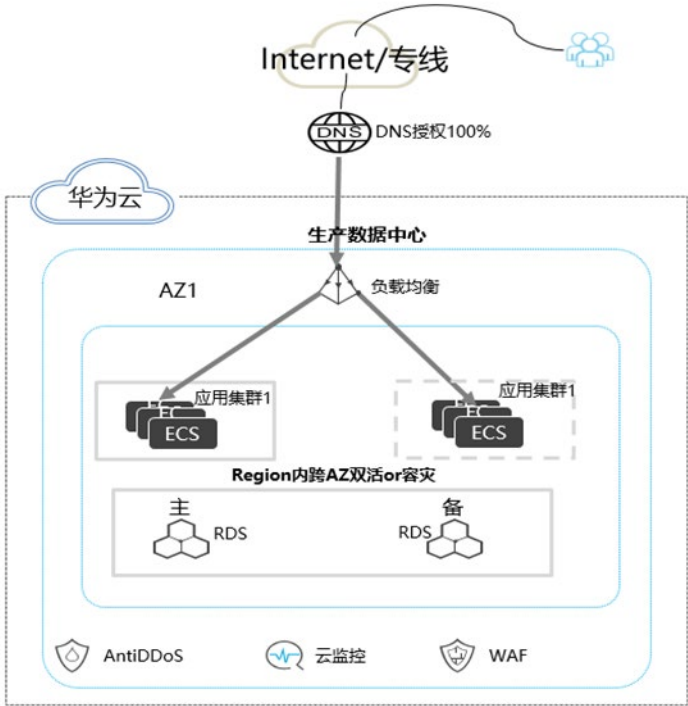 Internet/专线
DNS
DNS授权100%
华为云
生产数据中心
AZ1
负载均衡
应用集群1
ECS
应用集群1
ECS
Region内跨AZ双活or容灾
主
备
RDS
RDS
AntiDDoS
云监控
WAF